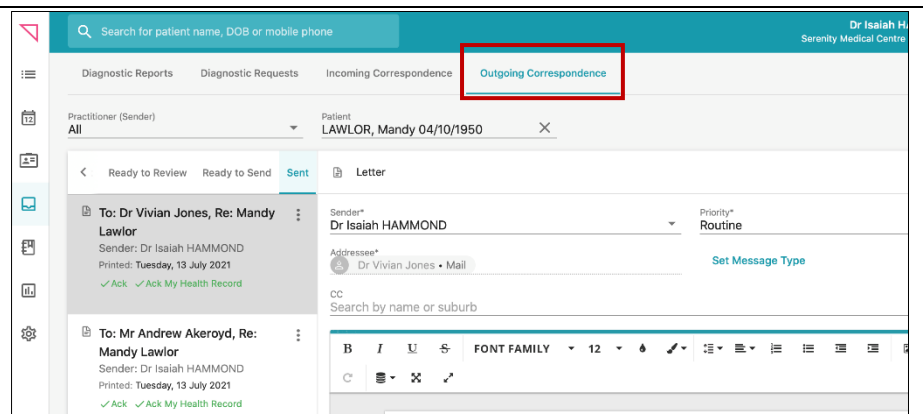 Search for patient name, DOB or mobile phone
Dr Isaiah H
Serenity Medical Centre
Diagnostic Reports Diagnostic Requests Incoming Correspondence Outgoing Correspondence
Practitioner (Sender)
All
Patient
LAWLOR, Mandy 04/10/1950
12
Ready to Review Ready to Send Sent
Letter
To: Dr Vivian Jones, Re: Mandy
Lawlor
Sender: Dr Isaiah HAMMOND
Printed: Tuesday, 13 July 2021
Ack Ack My Health Record
Sender*
Dr Isaiah HAMMOND
Priority*
Routine
Addressee*
Dr Vivian Jones • Mail
Set Message Type
CC
Search by name or suburb
To: Mr Andrew Akeroyd, Re:
Mandy Lawlor
Sender: Dr Isaiah HAMMOND
Printed: Tuesday, 13 July 2021
Ack Ack My Health Record
B I U S FONT FAMILY 12